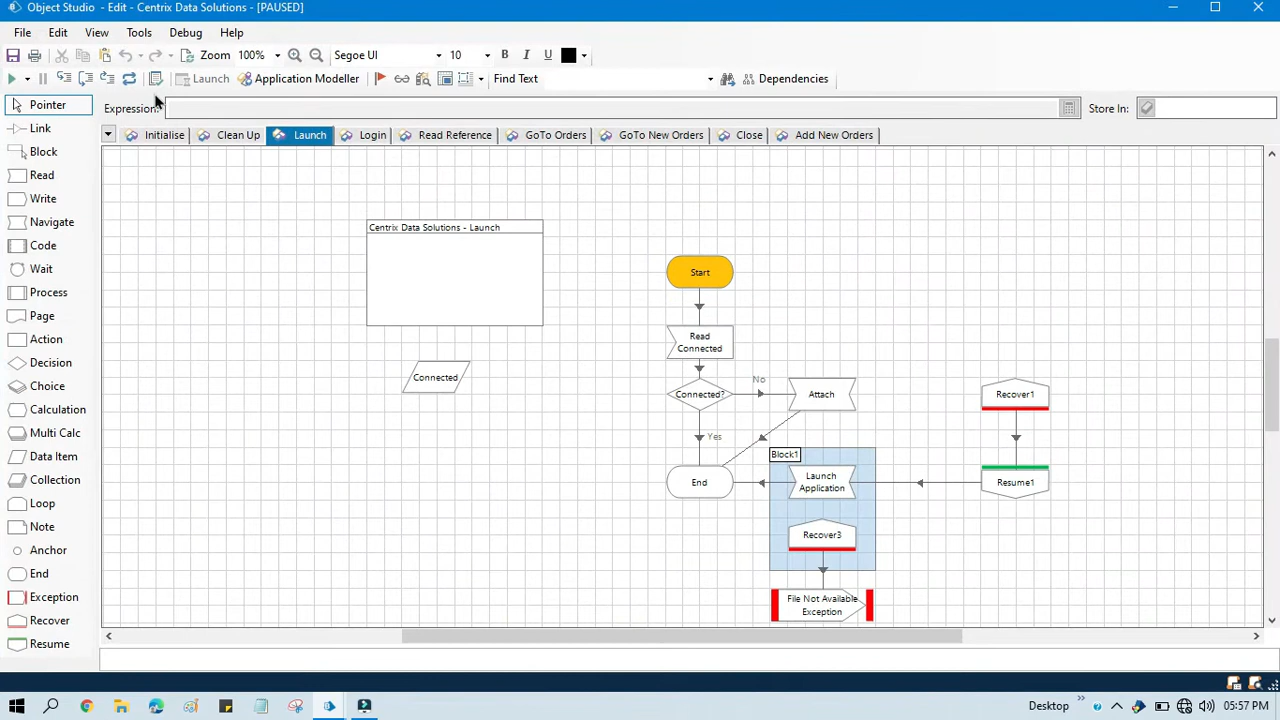 Object Studio - Edit - Centrix Data Solutions - [PAUSED]
File Edit View Tools Debug Help
Zoom 100% Segoe UI 10 B I U
Launch Application Modeller Find Text Dependencies
Pointer Expression: Store In:
Link Initialise Clean Up Launch Login Read Reference GoTo Orders GoTo New Orders Close Add New Orders
Block
Read
Write
Navigate
Code
Wait
Process
Page
Action
Decision
Choice
Calculation
Multi Calc
Data Item
Collection
Loop
Note
Anchor
End
Exception
Recover
Resume
Centrix Data Solutions - Launch
Connected
Start
Read
Connected
Connected?
No
Attach
Yes
End
Block1
Launch
Application
Recover3
File Not Available
Exception
Recover1
Resume1
Desktop 05:57 PM